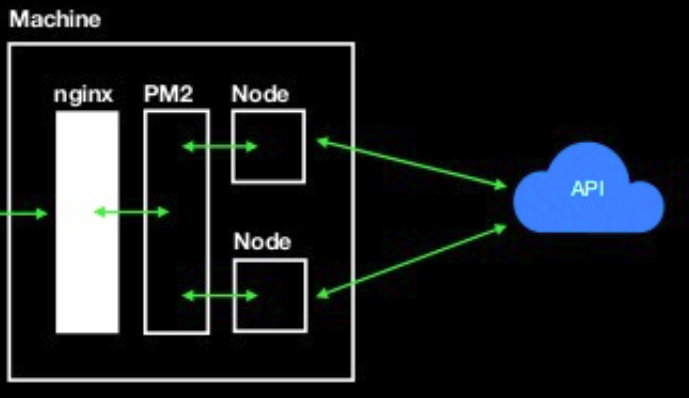 Machine
nginx
PM2
Node
API
Node